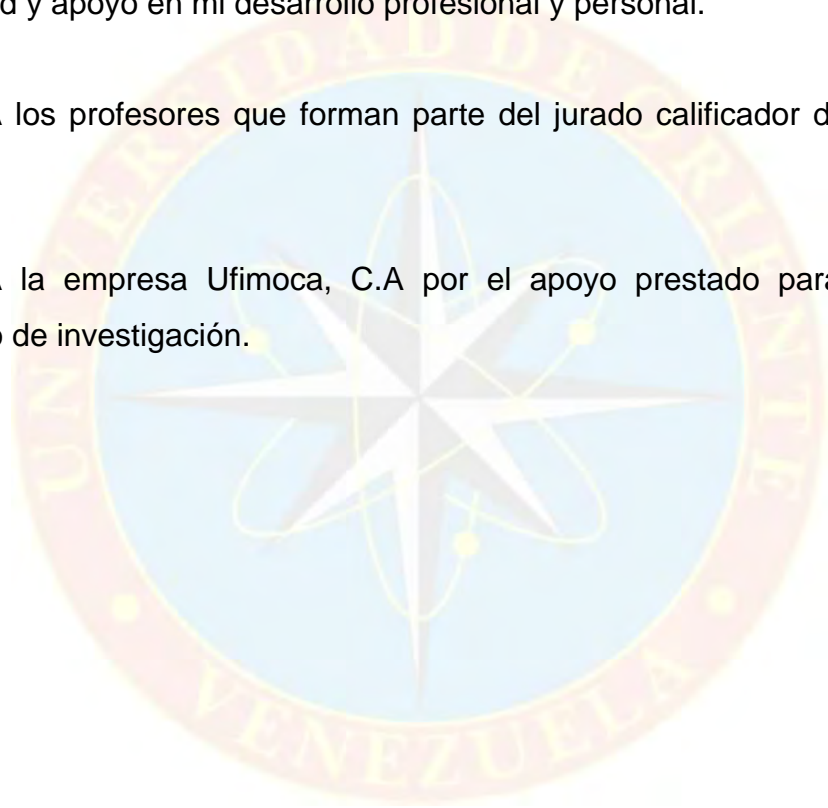 d y apoyo en mi desarrollo profesional y personal.
A los profesores que forman parte del jurado calificador d
A la empresa Ufimoca, C.A por el apoyo prestado para
o de investigación.
UNIVERSIDAD DE ORIENTE
VENEZUELA